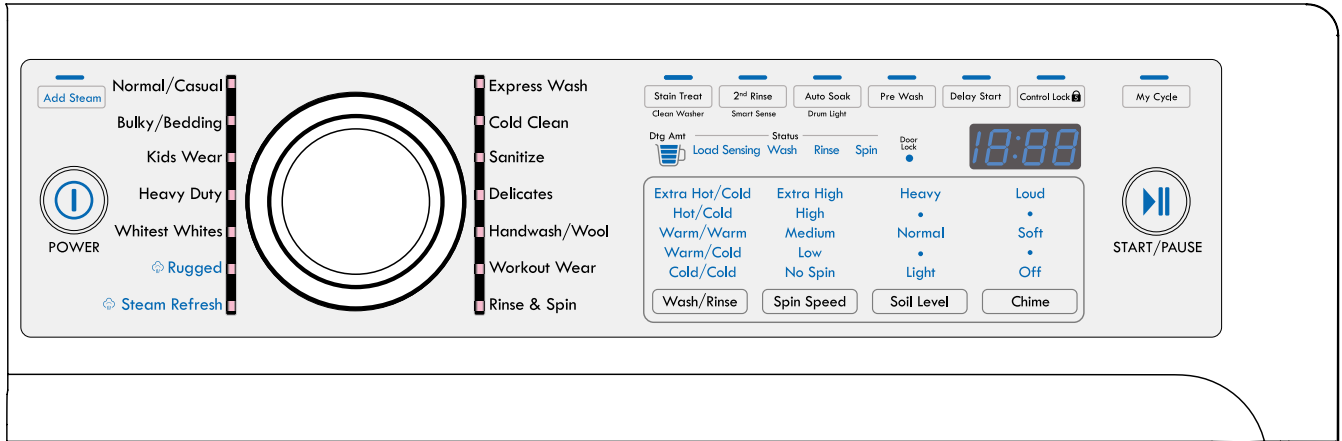 Add Steam
POWER
Normal/Casual
Bulky/Bedding
Kids Wear
Heavy Duty
Whitest Whites
Rugged
Steam Refresh
Express Wash
Cold Clean
Sanitize
Delicates
Handwash/Wool
Workout Wear
Rinse & Spin
Stain Treat 2nd Rinse Auto Soak Pre Wash Delay Start Control Lock
Clean Washer Smart Sense Drum Light
Dtg Amt Status Door Lock
Load Sensing Wash Rinse Spin
18:88
Extra Hot/Cold Extra High Heavy Loud
Hot/Cold High • •
Warm/Warm Medium Normal Soft
Warm/Cold Low • •
Cold/Cold No Spin Light Off
Wash/Rinse Spin Speed Soil Level Chime
My Cycle
START/PAUSE